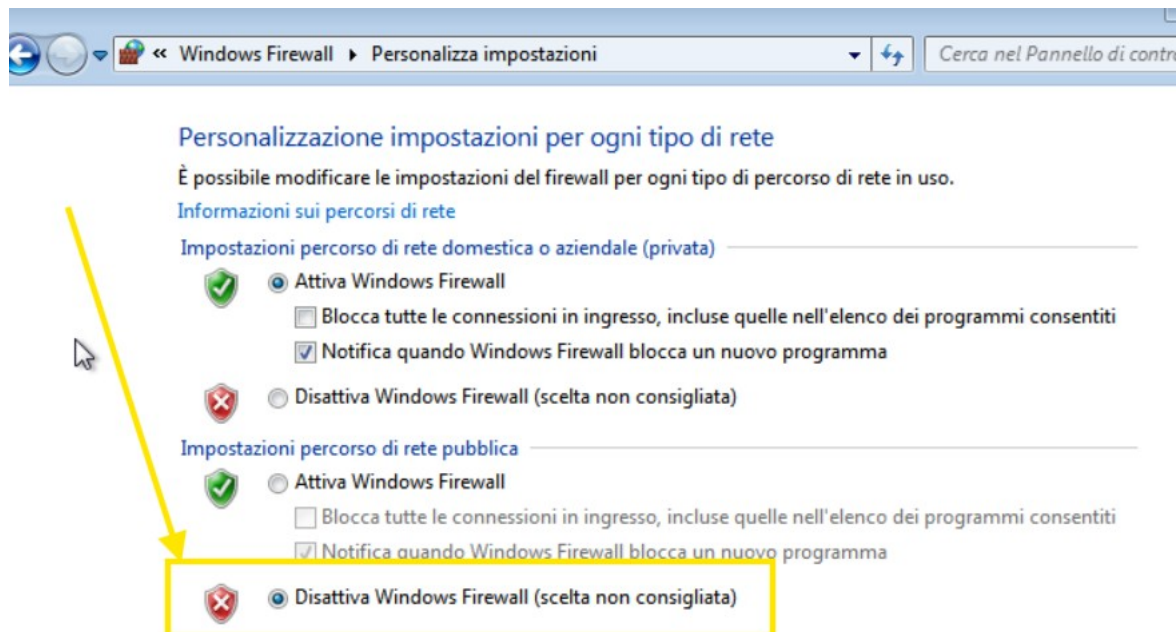 « Windows Firewall ▸ Personalizza impostazioni
Cerca nel Pannello di contr
Personalizzazione impostazioni per ogni tipo di rete
È possibile modificare le impostazioni del firewall per ogni tipo di percorso di rete in uso.
Informazioni sui percorsi di rete
Impostazioni percorso di rete domestica o aziendale (privata)
Attiva Windows Firewall
Blocca tutte le connessioni in ingresso, incluse quelle nell'elenco dei programmi consentiti
Notifica quando Windows Firewall blocca un nuovo programma
Disattiva Windows Firewall (scelta non consigliata)
Impostazioni percorso di rete pubblica
Attiva Windows Firewall
Blocca tutte le connessioni in ingresso, incluse quelle nell'elenco dei programmi consentiti
Notifica quando Windows Firewall blocca un nuovo programma
Disattiva Windows Firewall (scelta non consigliata)